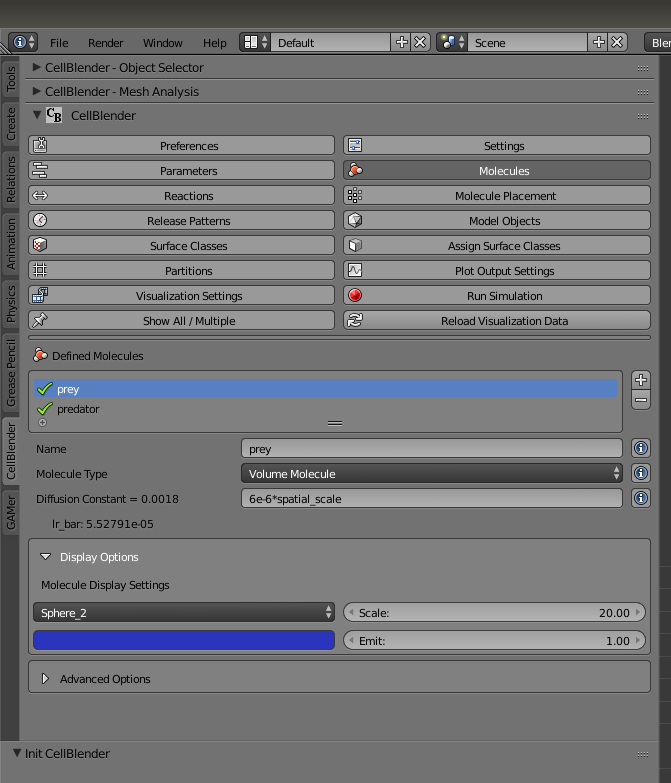 File Render Window Help Default Scene
CellBlender - Object Selector
CellBlender - Mesh Analysis
CB CellBlender
Preferences Settings
Parameters Molecules
Reactions Molecule Placement
Release Patterns Model Objects
Surface Classes Assign Surface Classes
Partitions Plot Output Settings
Visualization Settings Run Simulation
Show All / Multiple Reload Visualization Data
Defined Molecules
prey
predator
Name prey
Molecule Type Volume Molecule
Diffusion Constant = 0.0018 6e-6*spatial_scale
lr_bar: 5.52791e-05
Display Options
Molecule Display Settings
Sphere_2 Scale: 20.00
Emit: 1.00
Advanced Options
Init CellBlender
Tools
Create
Relations
Animation
Physics
Grease Pencil
CellBlender
GAMer